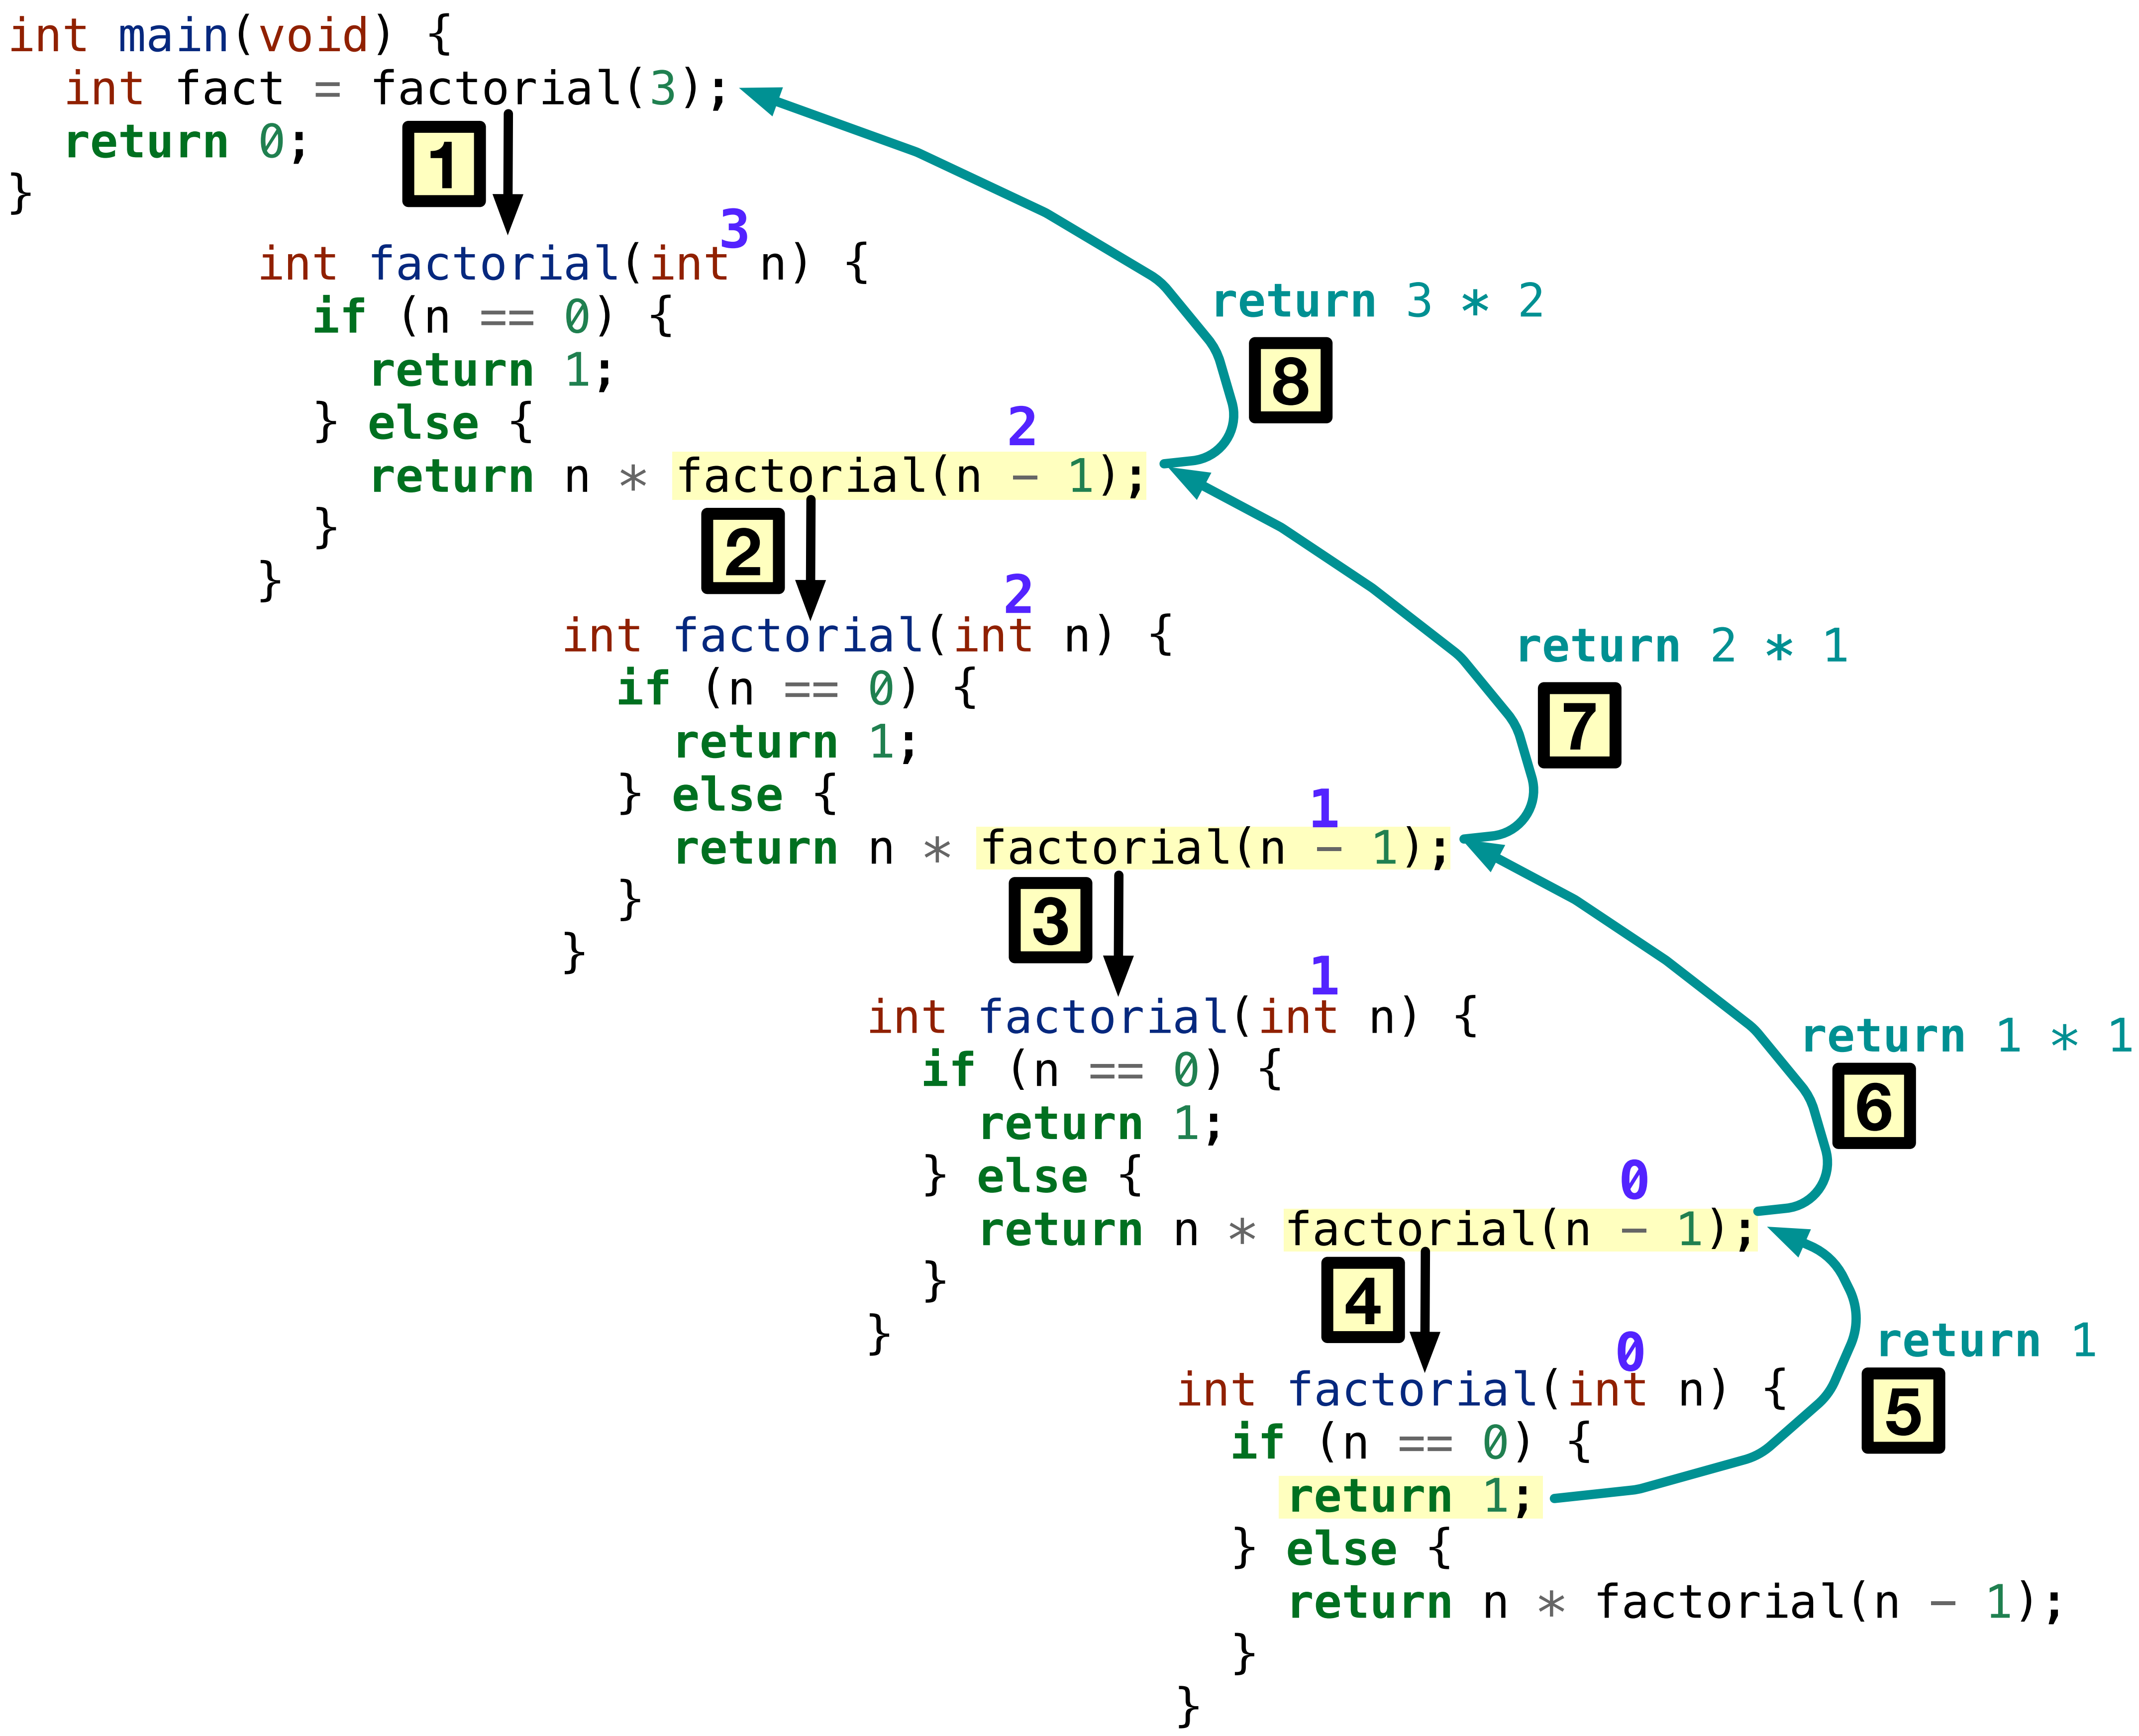 int main(void) {
int fact = factorial(3);
return 0;
1
}
3
int factorial(int n) {
return 3 * 2
if (n == 0) {
return 1;
8
} else {
2
return n * factorial(n - 1);
}
2
}
2
int factorial(int n) {
return 2 * 1
if (n == 0) {
return 1;
7
} else {
1
return n * factorial(n - 1);
}
3
}
1
int factorial(int n) {
return 1 * 1
if (n == 0) {
6
return 1;
} else {
0
return n * factorial(n - 1);
}
4
}
0
return 1
int factorial(int n) {
5
if (n == 0) {
return 1;
} else {
return n * factorial(n - 1);
}
}